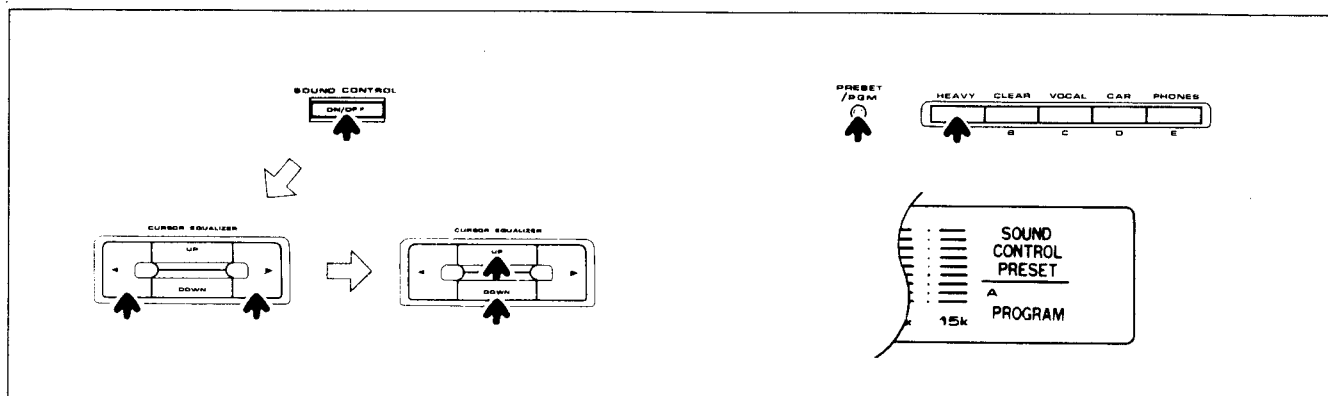 SOUND CONTROL
ON/OFF
CURSOR EQUALIZER
UP
DOWN
CURSOR EQUALIZER
UP
DOWN
PRESET
/PGM
HEAVY CLEAR VOCAL CAR PHONES
B C D E
SOUND
CONTROL
PRESET
A
PROGRAM
15k